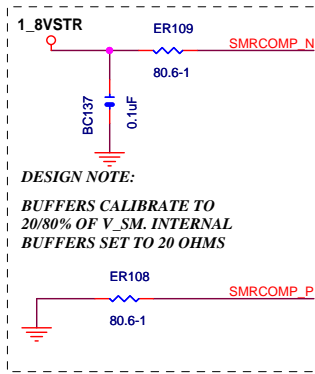 1_8VSTR
ER109
SMRCOMP_N
80.6-1
BC137
0.1uF
DESIGN NOTE:
BUFFERS CALIBRATE TO
20/80% OF V_SM. INTERNAL
BUFFERS SET TO 20 OHMS
ER108
SMRCOMP_P
80.6-1